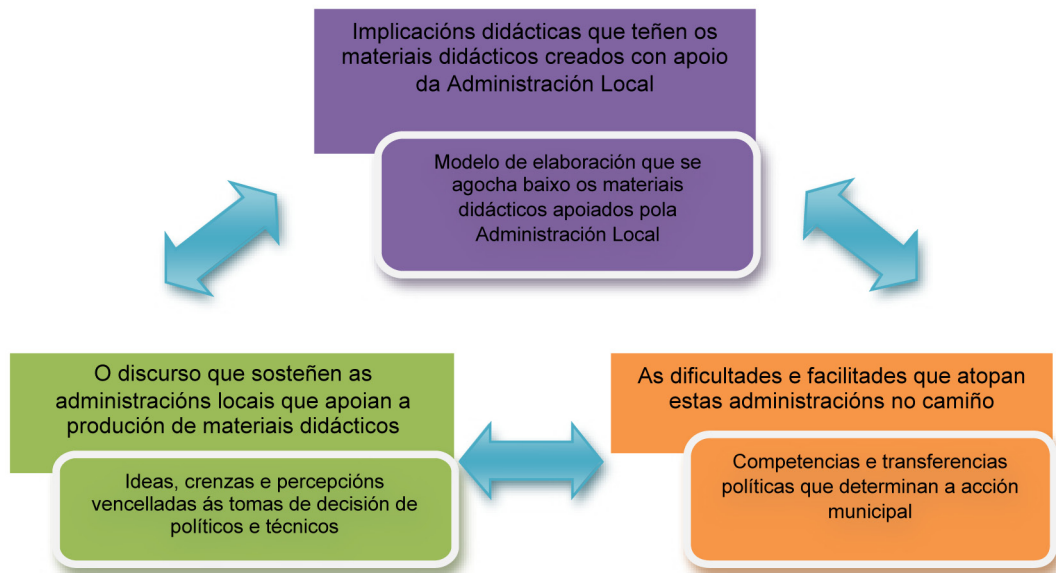 Implicacións didácticas que teñen os
materiais didácticos creados con apoio
da Administración Local
Modelo de elaboración que se
agocha baixo os materiais
didácticos apoiados pola
Administración Local
O discurso que sosteñen as
administracións locais que apoian a
produción de materiais didácticos
Ideas, crenzas e percepcións
vencelladas ás tomas de decisión de
políticos e técnicos
As dificultades e facilitades que atopan
estas administracións no camiño
Competencias e transferencias
políticas que determinan a acción
municipal